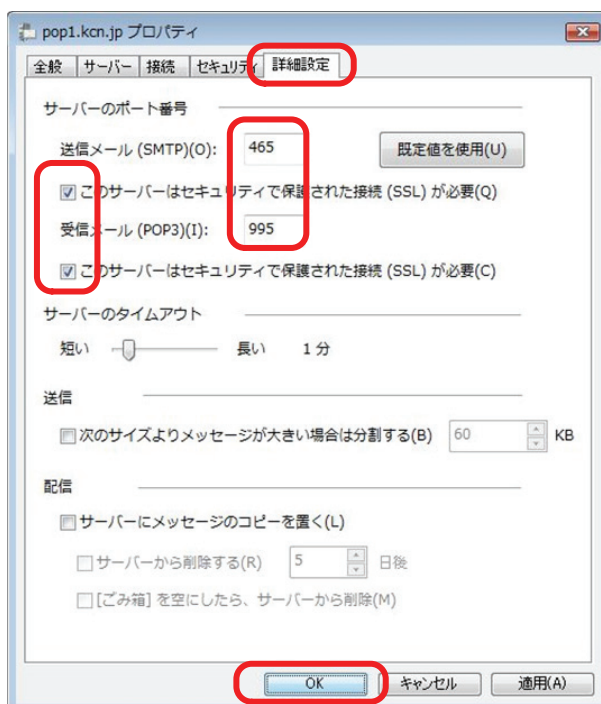 pop1.kcn.jp プロパティ
全般 サーバー 接続 セキュリティ 詳細設定
サーバーのポート番号
送信メール (SMTP)(O): 465 既定値を使用(U)
このサーバーはセキュリティで保護された接続 (SSL) が必要(Q)
受信メール (POP3)(I): 995
このサーバーはセキュリティで保護された接続 (SSL) が必要(C)
サーバーのタイムアウト
短い 長い 1 分
送信
次のサイズよりメッセージが大きい場合は分割する(B) 60 KB
配信
サーバーにメッセージのコピーを置く(L)
サーバーから削除する(R) 5 日後
[ごみ箱] を空にしたら、サーバーから削除(M)
OK キャンセル 適用(A)